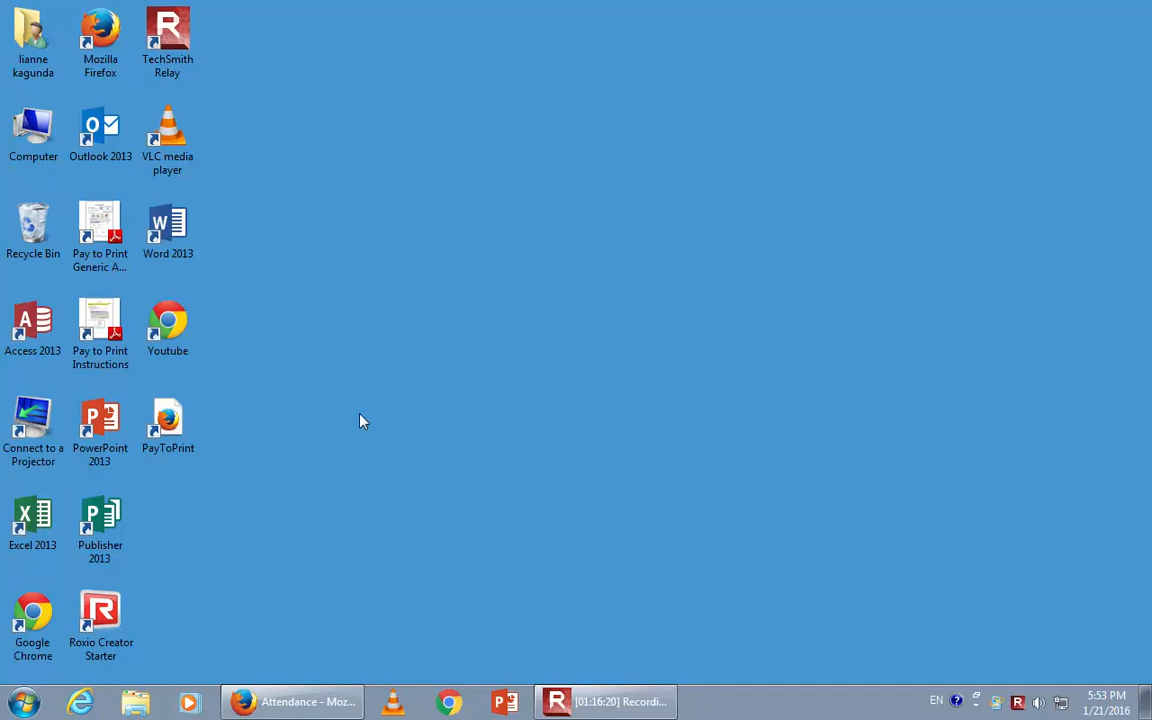 lianne
kagunda
Mozilla
Firefox
TechSmith
Relay
Computer
Outlook 2013
VLC media
player
Recycle Bin
Pay to Print
Generic A...
Word 2013
Access 2013
Pay to Print
Instructions
Youtube
Connect to a
Projector
PowerPoint
2013
PayToPrint
Excel 2013
Publisher
2013
Google
Chrome
Roxio Creator
Starter
Attendance - Moz...
[01:16:20] Recordi...
EN
5:53 PM
1/21/2016